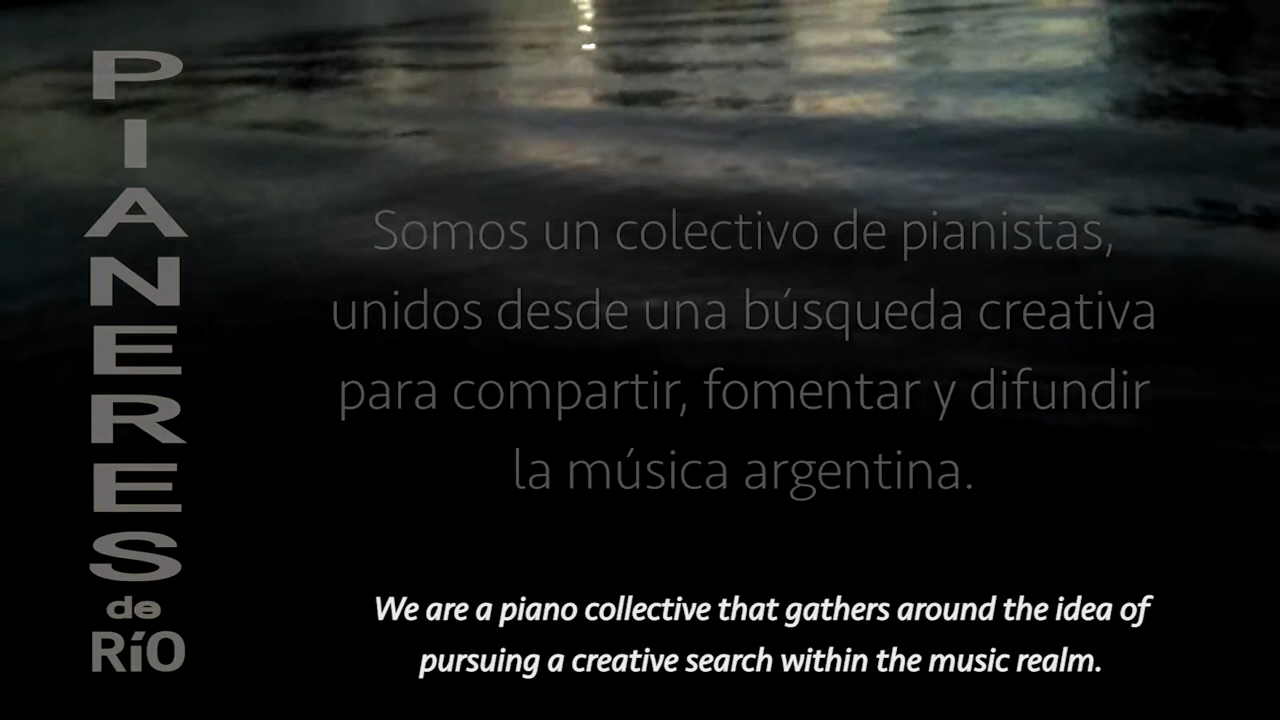 PIANERES
de
RíO
Somos un colectivo de pianistas,
unidos desde una búsqueda creativa
para compartir, fomentar y difundir
la música argentina.
We are a piano collective that gathers around the idea of
pursuing a creative search within the music realm.